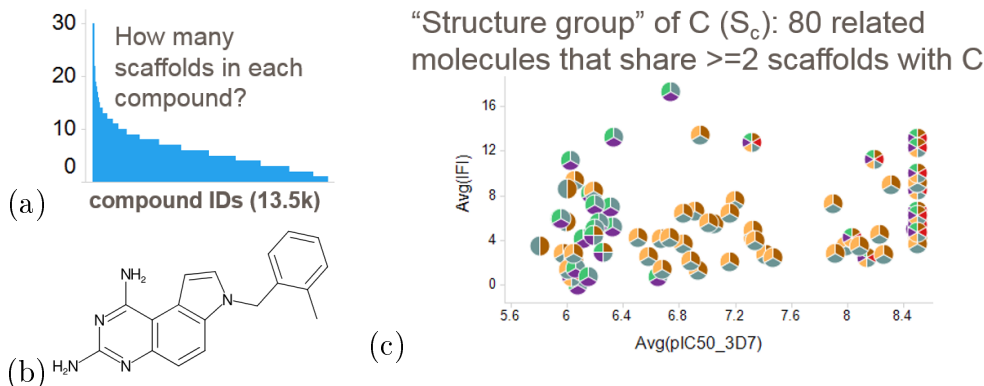 30
20
10
0
How many
scaffolds in each
compound?
compound IDs (13.5k)
(a)
NH₂
N
N
H₂N
N
(b)
“Structure group” of C (S_c): 80 related
molecules that share >=2 scaffolds with C
16
12
8
4
0
Avg(IFI)
5.6 6 6.4 6.8 7.2 7.6 8 8.4
Avg(pIC50_3D7)
(c)